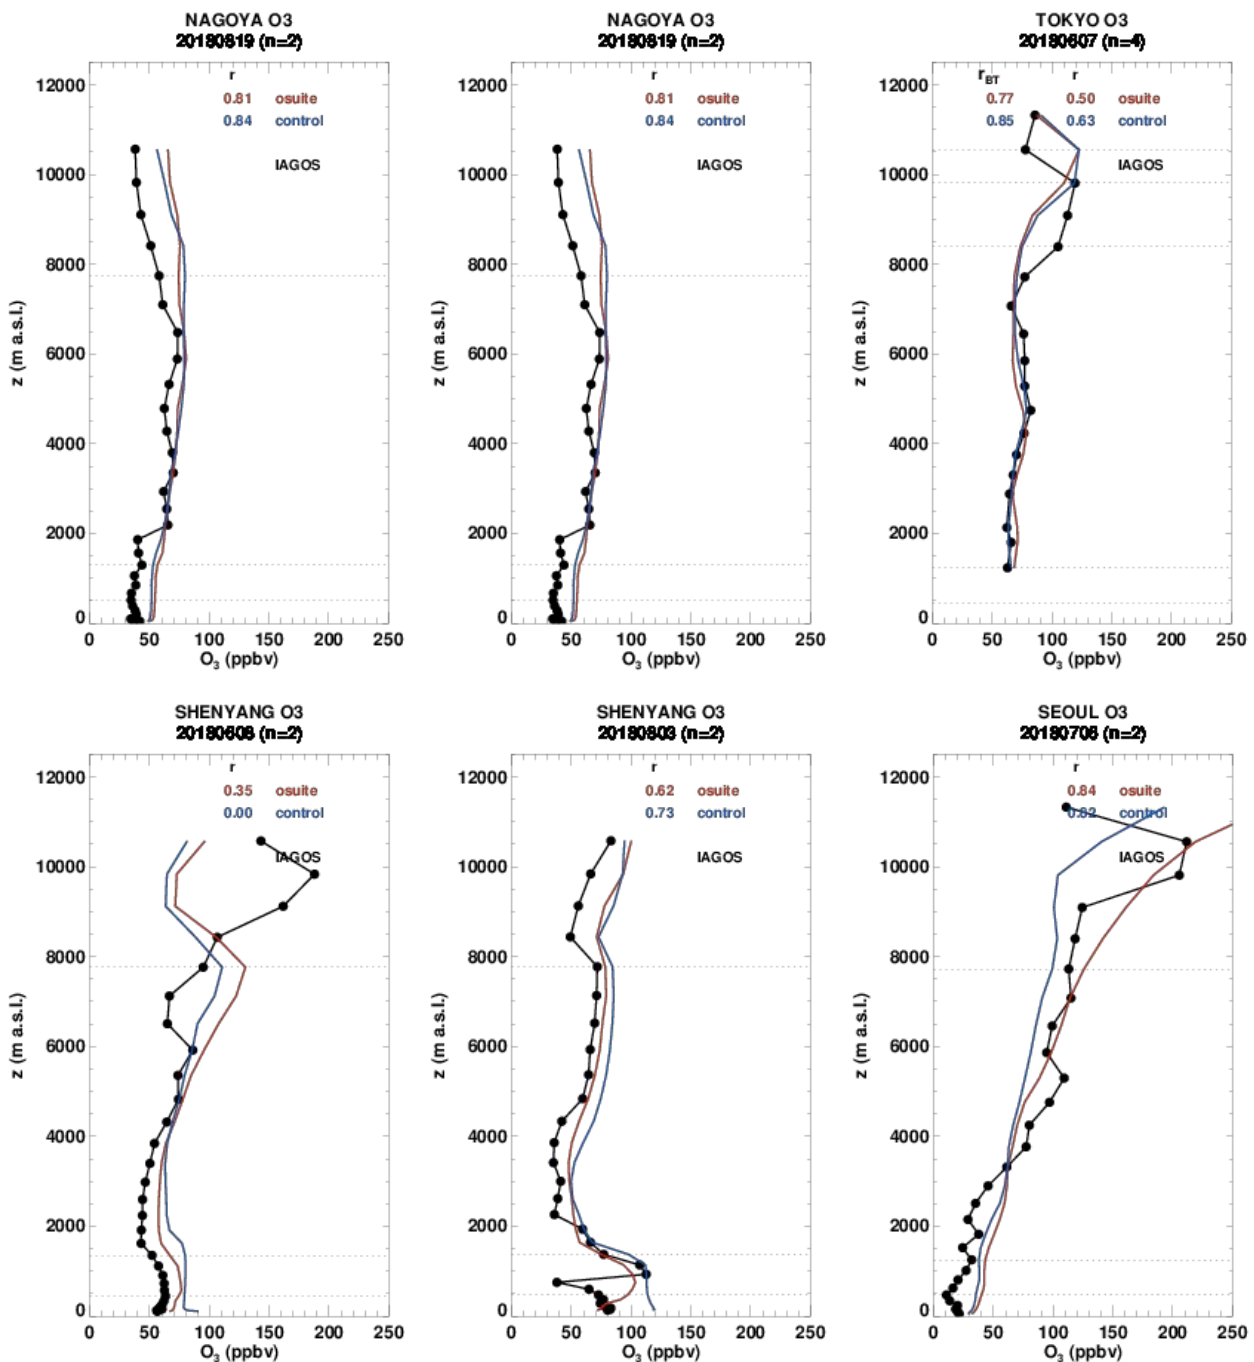 NAGOYA O3
20180819 (n=2)
r
0.81 osuite
0.84 control
IAGOS
12000
10000
8000
6000
4000
2000
0
z (m a.s.l.)
0 50 100 150 200 250
O3 (ppbv)
NAGOYA O3
20180819 (n=2)
r
0.81 osuite
0.84 control
IAGOS
12000
10000
8000
6000
4000
2000
0
z (m a.s.l.)
0 50 100 150 200 250
O3 (ppbv)
TOKYO O3
20180607 (n=4)
rBT r
0.77 0.50 osuite
0.85 0.63 control
IAGOS
12000
10000
8000
6000
4000
2000
0
z (m a.s.l.)
0 50 100 150 200 250
O3 (ppbv)
SHENYANG O3
20180608 (n=2)
r
0.35 osuite
0.00 control
IAGOS
12000
10000
8000
6000
4000
2000
0
z (m a.s.l.)
0 50 100 150 200 250
O3 (ppbv)
SHENYANG O3
20180803 (n=2)
r
0.62 osuite
0.73 control
IAGOS
12000
10000
8000
6000
4000
2000
0
z (m a.s.l.)
0 50 100 150 200 250
O3 (ppbv)
SEOUL O3
(n=2)
r
0.84 osuite
0.82 control
IAGOS
12000
10000
8000
6000
4000
2000
0
z (m a.s.l.)
0 50 100 150 200 250
O3 (ppbv)